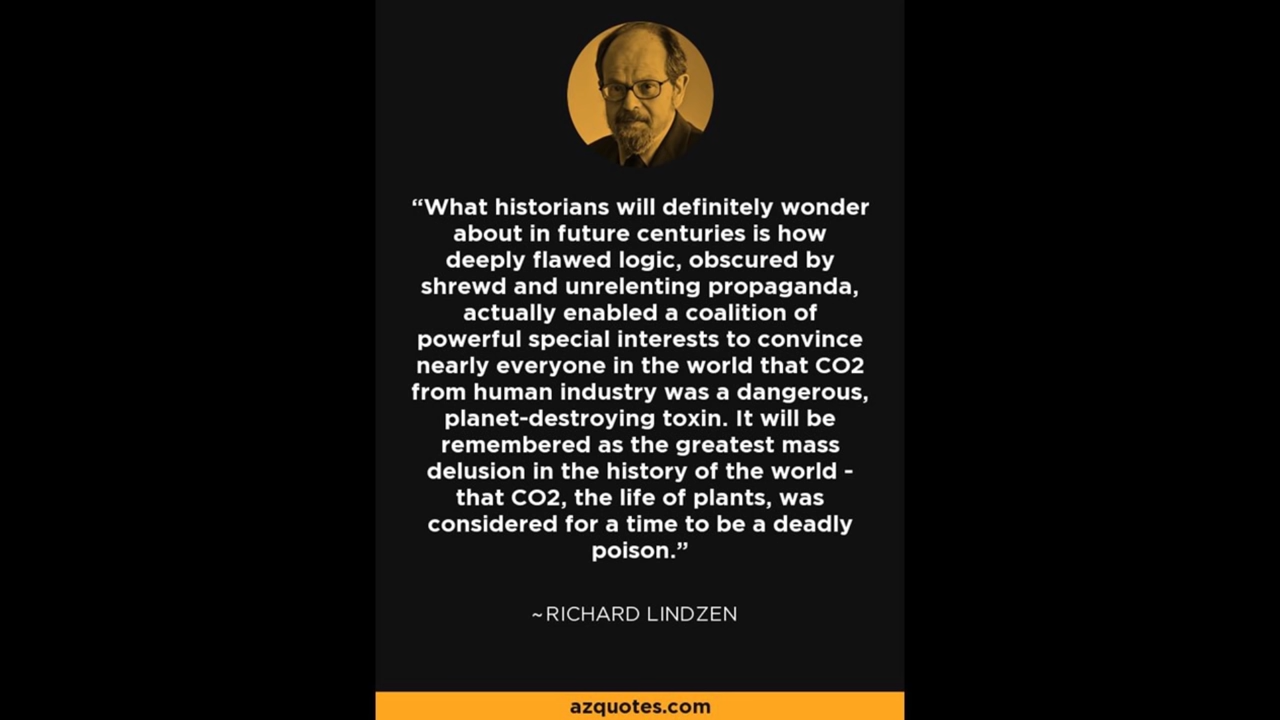 “What historians will definitely wonder
about in future centuries is how
deeply flawed logic, obscured by
shrewd and unrelenting propaganda,
actually enabled a coalition of
powerful special interests to convince
nearly everyone in the world that CO2
from human industry was a dangerous,
planet-destroying toxin. It will be
remembered as the greatest mass
delusion in the history of the world -
that CO2, the life of plants, was
considered for a time to be a deadly
poison.”
~RICHARD LINDZEN
azquotes.com